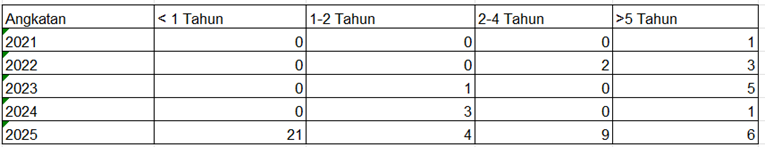 Angkatan < 1 Tahun 1-2 Tahun 2-4 Tahun >5 Tahun
2021 0 0 0 1
2022 0 0 2 3
2023 0 1 0 5
2024 0 3 0 1
2025 21 4 9 6